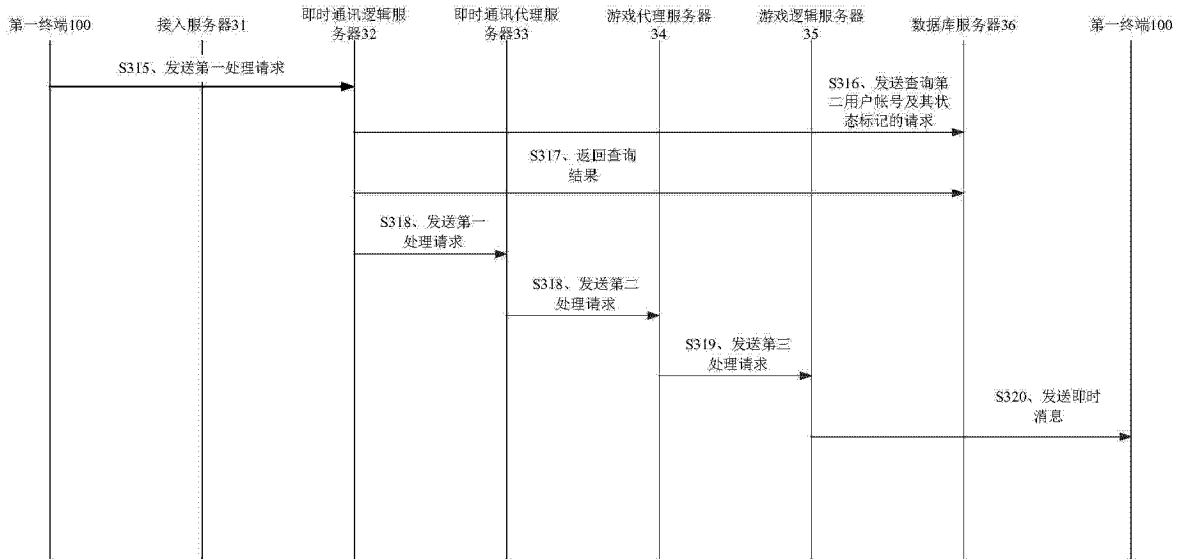 第一终端100
接入服务器31
即时通讯逻辑服
务器32
即时通讯代理服
务器33
游戏代理服务器
34
游戏逻辑服务器
35
数据库服务器36
第一终端100
S315、发送第一处理请求
S316、发送查询第
二用户帐号及其状
态标记的请求
S317、返回查询
结果
S318、发送第一
处理请求
S318、发送第二
处理请求
S319、发送第三
处理请求
S320、发送即时
消息